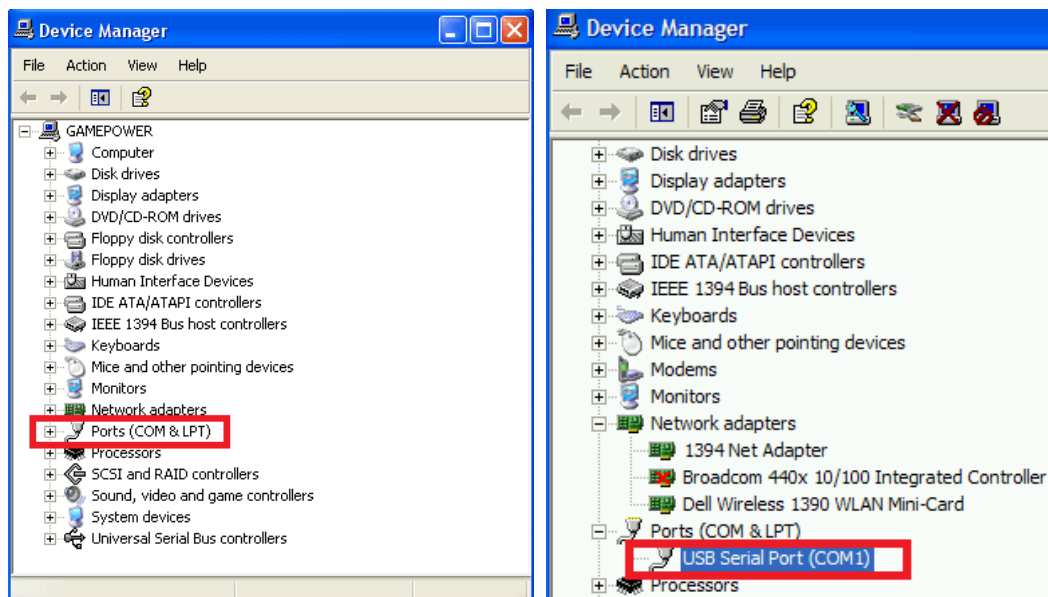 Device Manager
File Action View Help
GAMEPOWER
Computer
Disk drives
Display adapters
DVD/CD-ROM drives
Floppy disk controllers
Floppy disk drives
Human Interface Devices
IDE ATA/ATAPI controllers
IEEE 1394 Bus host controllers
Keyboards
Mice and other pointing devices
Monitors
Network adapters
Ports (COM & LPT)
Processors
SCSI and RAID controllers
Sound, video and game controllers
System devices
Universal Serial Bus controllers
Device Manager
File Action View Help
Disk drives
Display adapters
DVD/CD-ROM drives
Human Interface Devices
IDE ATA/ATAPI controllers
IEEE 1394 Bus host controllers
Keyboards
Mice and other pointing devices
Modems
Monitors
Network adapters
1394 Net Adapter
Broadcom 440x 10/100 Integrated Controller
Dell Wireless 1390 WLAN Mini-Card
Ports (COM & LPT)
USB Serial Port (COM1)
Processors